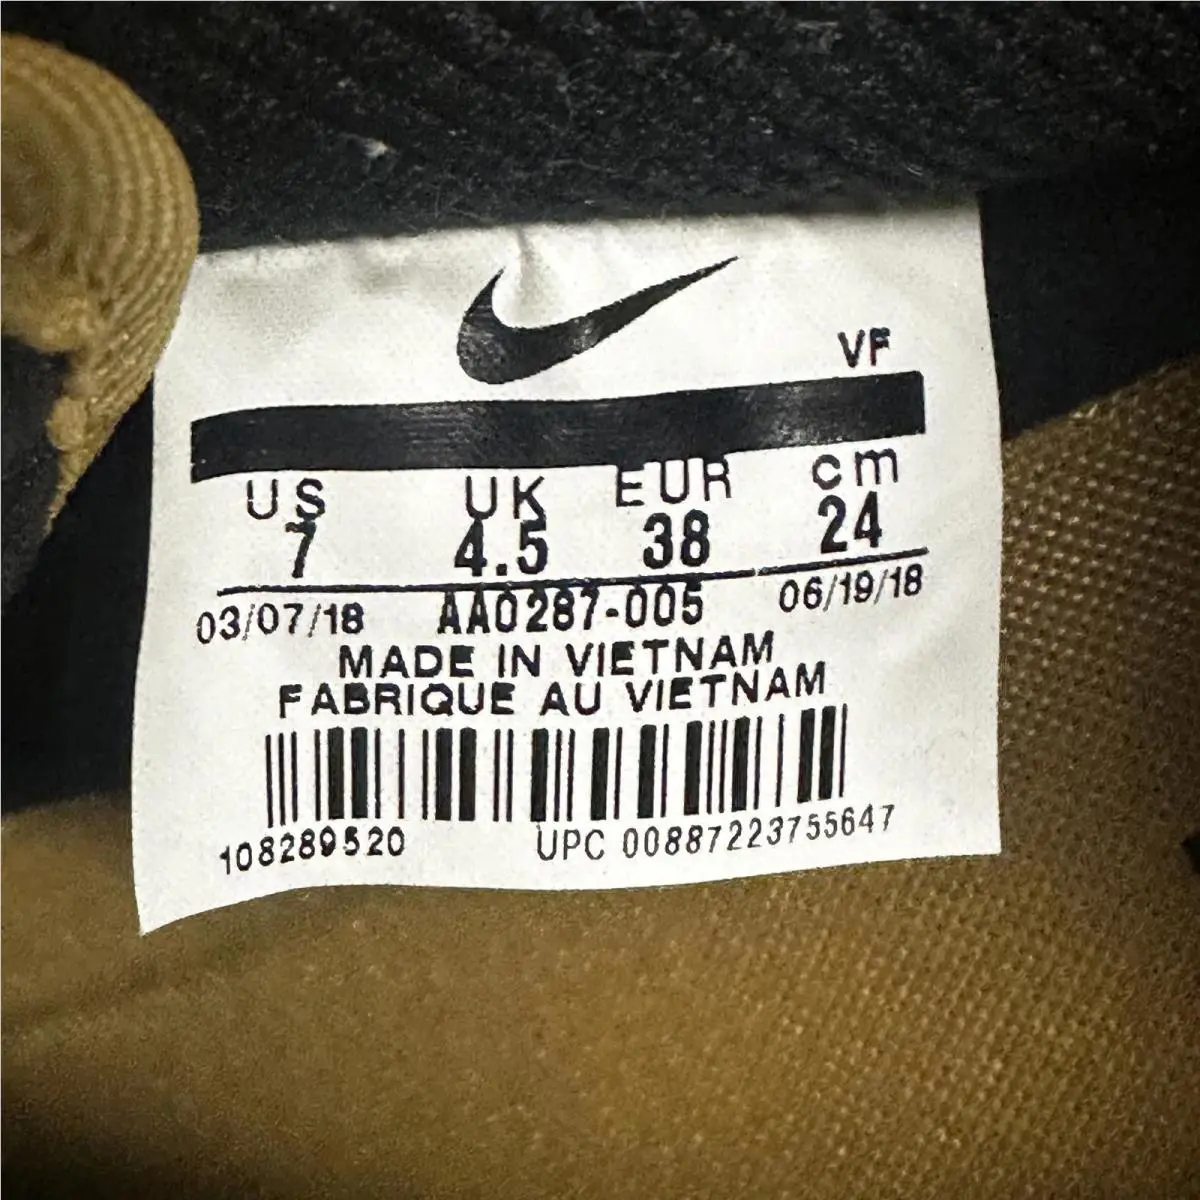 VF
US UK EUR cm
7 4.5 38 24
03/07/18 AA0287-005 06/19/18
MADE IN VIETNAM
FABRIQUE AU VIETNAM
108289520 UPC 00887223755647